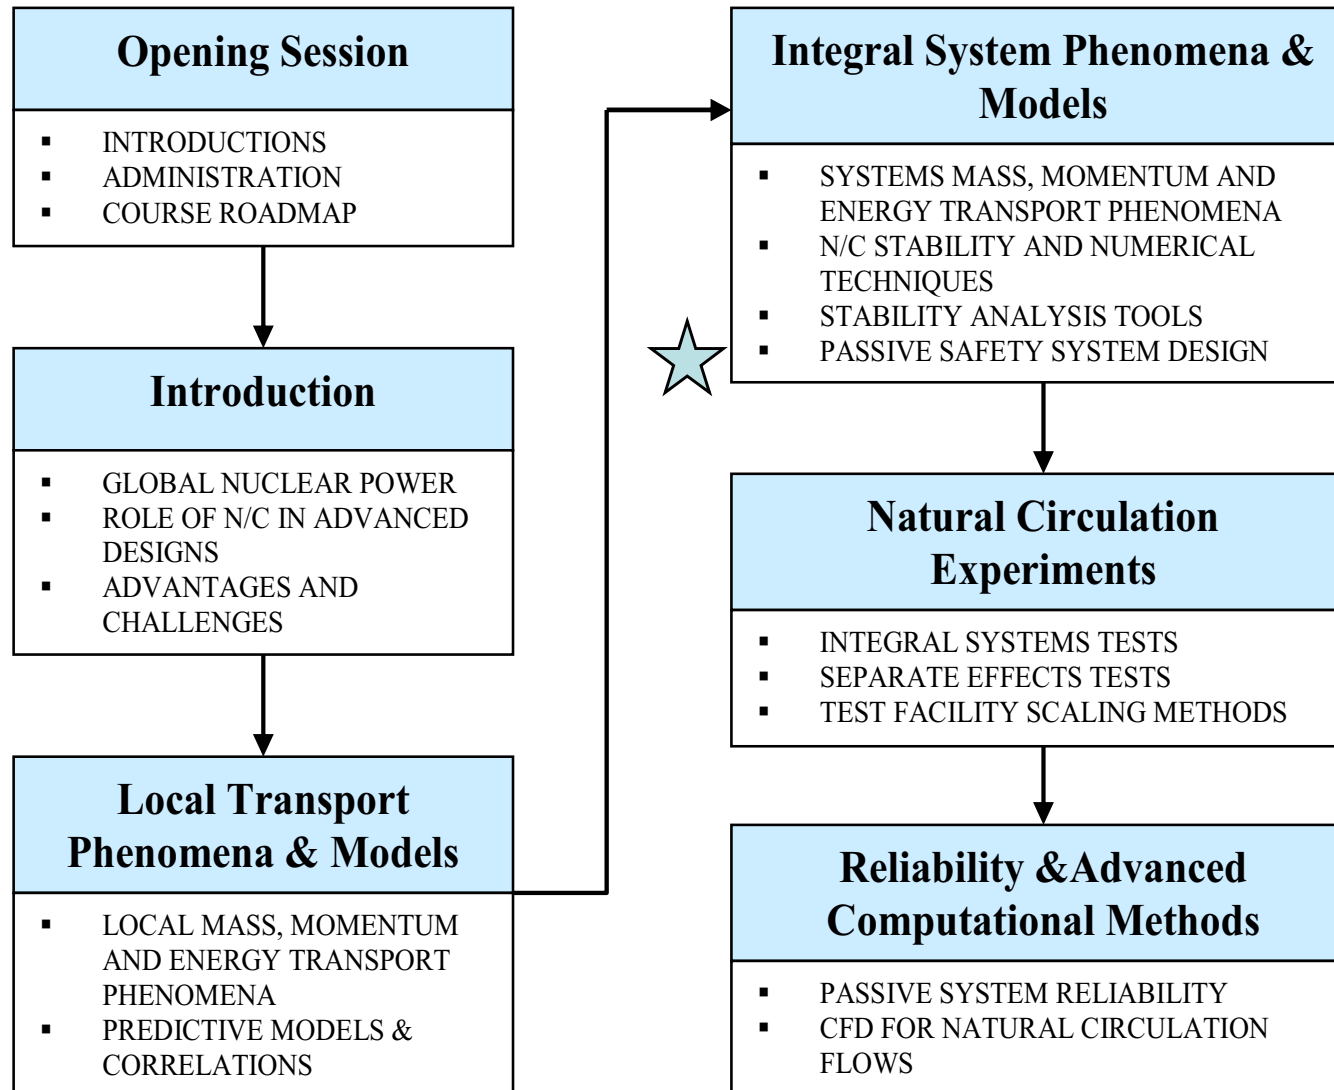 Opening Session
▪ INTRODUCTIONS
▪ ADMINISTRATION
▪ COURSE ROADMAP
Introduction
▪ GLOBAL NUCLEAR POWER
▪ ROLE OF N/C IN ADVANCED
DESIGNS
▪ ADVANTAGES AND
CHALLENGES
Local Transport
Phenomena & Models
▪ LOCAL MASS, MOMENTUM
AND ENERGY TRANSPORT
PHENOMENA
▪ PREDICTIVE MODELS &
CORRELATIONS
Integral System Phenomena &
Models
▪ SYSTEMS MASS, MOMENTUM AND
ENERGY TRANSPORT PHENOMENA
▪ N/C STABILITY AND NUMERICAL
TECHNIQUES
▪ STABILITY ANALYSIS TOOLS
▪ PASSIVE SAFETY SYSTEM DESIGN
Natural Circulation
Experiments
▪ INTEGRAL SYSTEMS TESTS
▪ SEPARATE EFFECTS TESTS
▪ TEST FACILITY SCALING METHODS
Reliability &Advanced
Computational Methods
▪ PASSIVE SYSTEM RELIABILITY
▪ CFD FOR NATURAL CIRCULATION
FLOWS